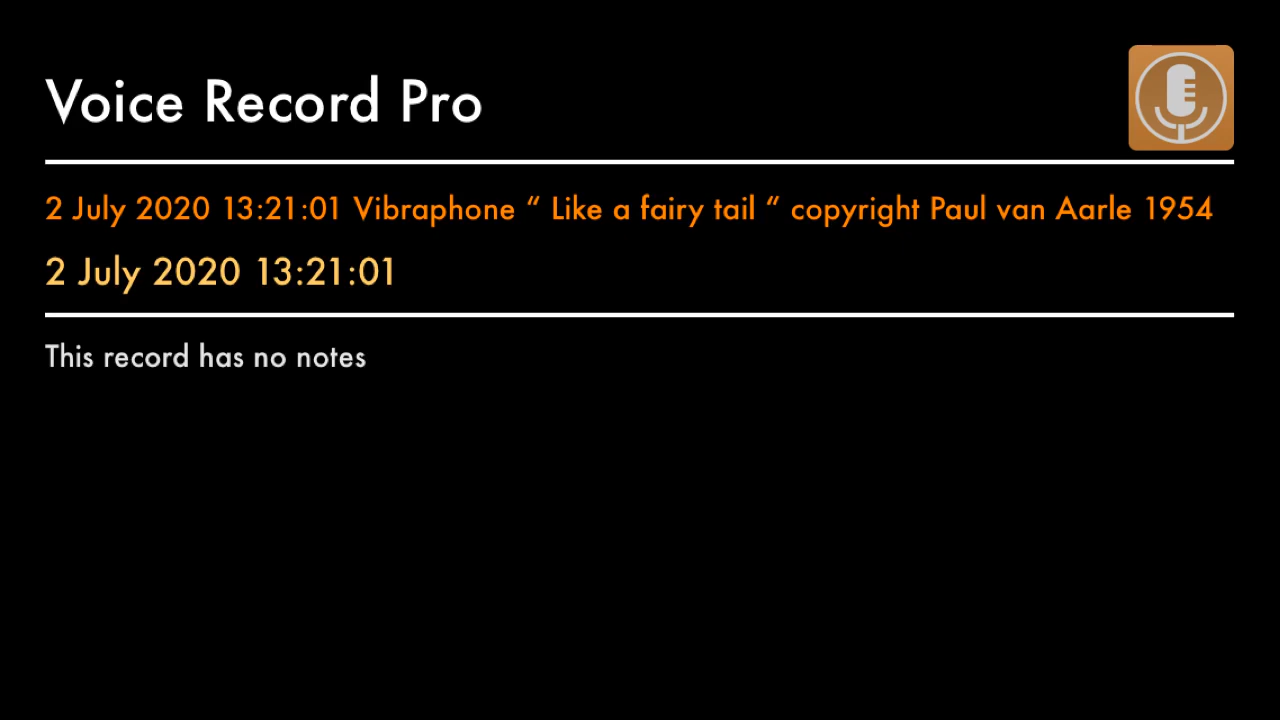 Voice Record Pro
2 July 2020 13:21:01 Vibraphone “ Like a fairy tail “ copyright Paul van Aarle 1954
2 July 2020 13:21:01
This record has no notes